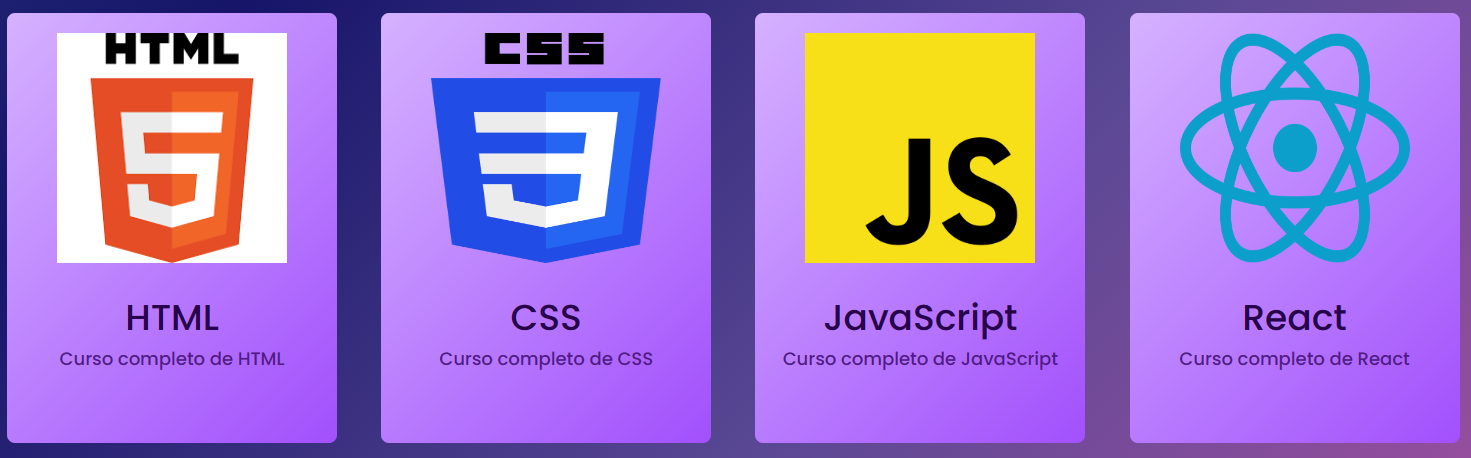 HTML
5
HTML
Curso completo de HTML
CSS
3
CSS
Curso completo de CSS
JS
JavaScript
Curso completo de JavaScript
React
Curso completo de React